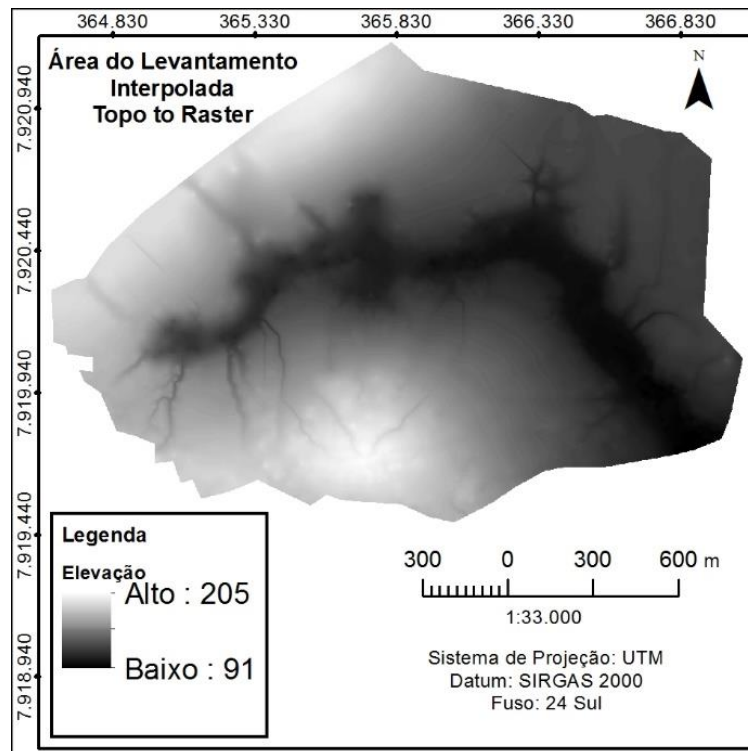 364.830 365.330 365.830 366.330 366.830
Área do Levantamento
Interpolada
Topo to Raster
N
7.920.940
7.920.440
7.919.940
7.919.440
7.918.940
Legenda
Elevação
Alto : 205
Baixo : 91
300 0 300 600 m
1:33.000
Sistema de Projeção: UTM
Datum: SIRGAS 2000
Fuso: 24 Sul